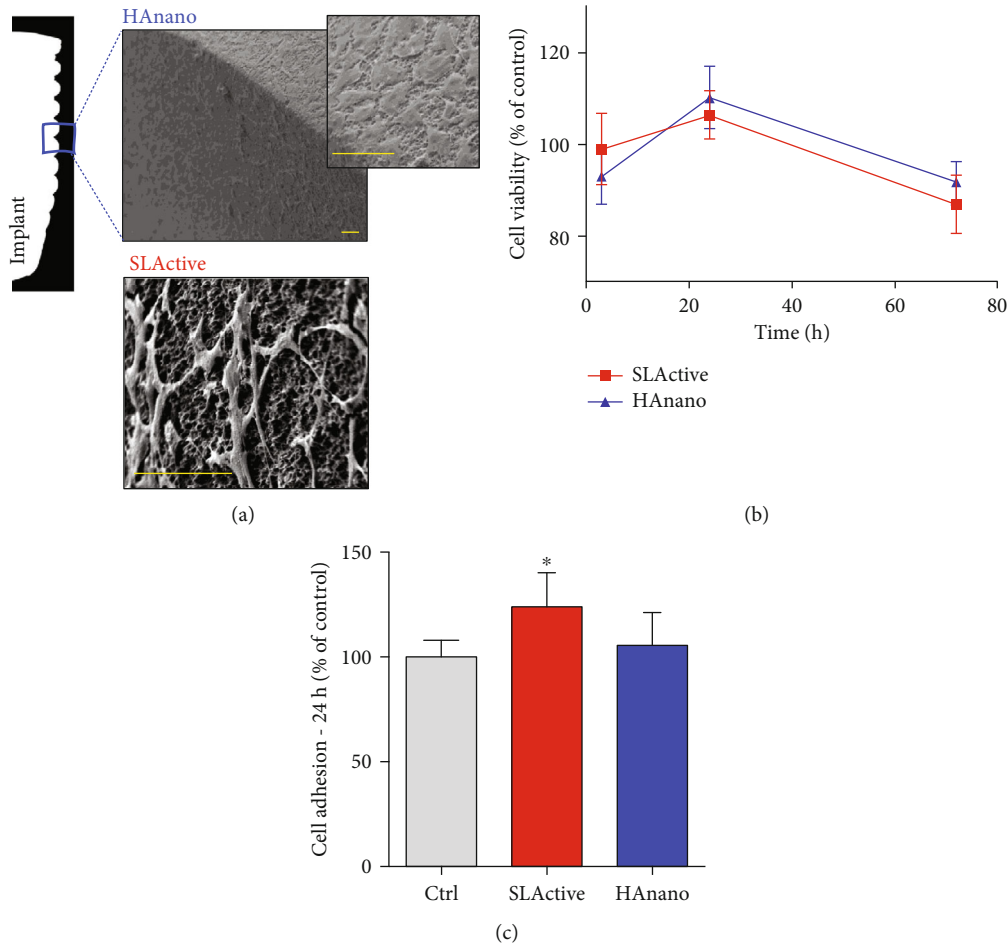 HAnano
Implant
SLActive
(a)
Cell viability (% of control)
120
100
80
0
20
40
60
80
Time (h)
SLActive
HAnano
(b)
Cell adhesion - 24 h (% of control)
150
100
50
0
*
Ctrl
SLActive
HAnano
(c)